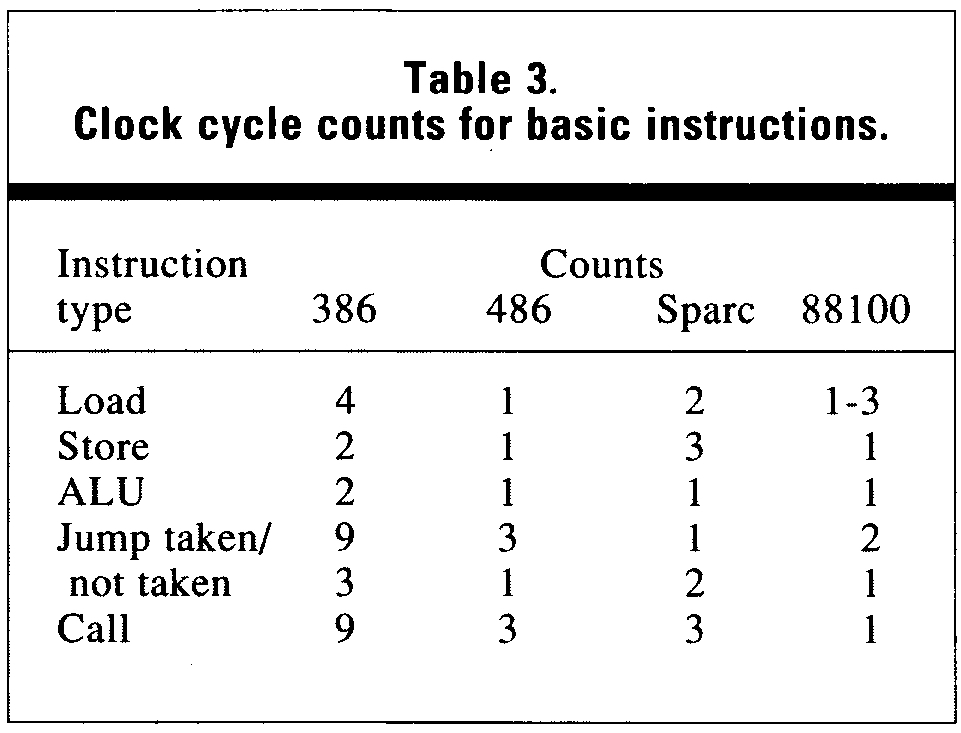 Table 3.
Clock cycle counts for basic instructions.
Instruction Counts
type 386 486 Sparc 88100
Load 4 1 2 1-3
Store 2 1 3 1
ALU 2 1 1 1
Jump taken/ 9 3 1 2
not taken 3 1 2 1
Call 9 3 3 1